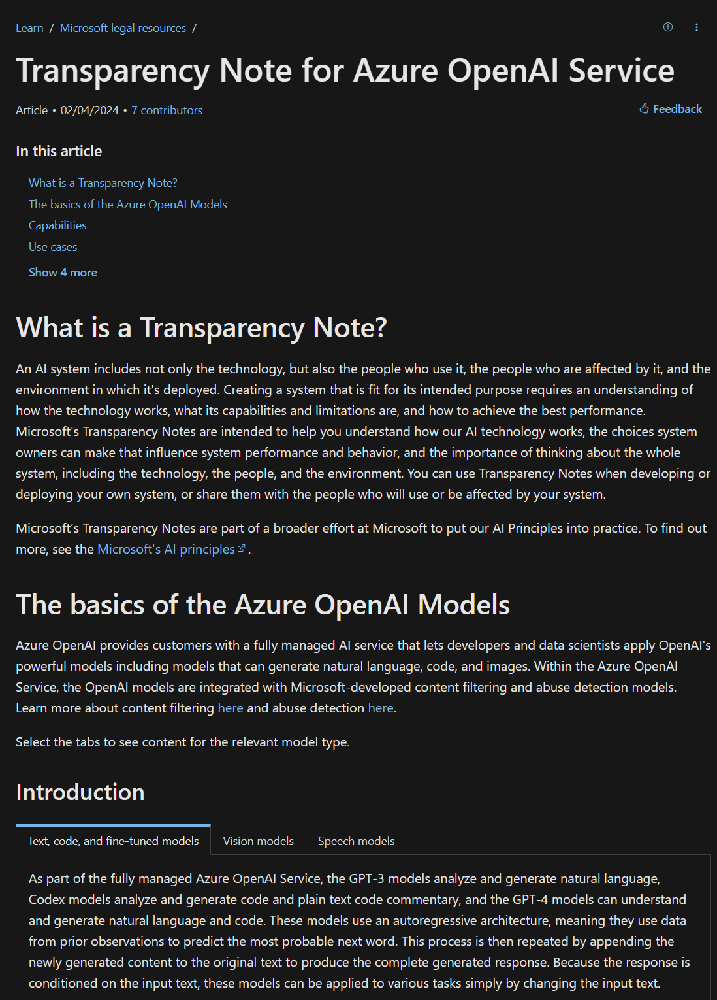 Learn / Microsoft legal resources /
Transparency Note for Azure OpenAI Service
Article • 02/04/2024 • 7 contributors
Feedback
In this article
What is a Transparency Note?
The basics of the Azure OpenAI Models
Capabilities
Use cases
Show 4 more
What is a Transparency Note?
An AI system includes not only the technology, but also the people who use it, the people who are affected by it, and the
environment in which it's deployed. Creating a system that is fit for its intended purpose requires an understanding of
how the technology works, what its capabilities and limitations are, and how to achieve the best performance.
Microsoft's Transparency Notes are intended to help you understand how our AI technology works, the choices system
owners can make that influence system performance and behavior, and the importance of thinking about the whole
system, including the technology, the people, and the environment. You can use Transparency Notes when developing or
deploying your own system, or share them with the people who will use or be affected by your system.
Microsoft’s Transparency Notes are part of a broader effort at Microsoft to put our AI Principles into practice. To find out
more, see the Microsoft's AI principles.
The basics of the Azure OpenAI Models
Azure OpenAI provides customers with a fully managed AI service that lets developers and data scientists apply OpenAI's
powerful models including models that can generate natural language, code, and images. Within the Azure OpenAI
Service, the OpenAI models are integrated with Microsoft-developed content filtering and abuse detection models.
Learn more about content filtering here and abuse detection here.
Select the tabs to see content for the relevant model type.
Introduction
Text, code, and fine-tuned models Vision models Speech models
As part of the fully managed Azure OpenAI Service, the GPT-3 models analyze and generate natural language,
Codex models analyze and generate code and plain text code commentary, and the GPT-4 models can understand
and generate natural language and code. These models use an autoregressive architecture, meaning they use data
from prior observations to predict the most probable next word. This process is then repeated by appending the
newly generated content to the original text to produce the complete generated response. Because the response is
conditioned on the input text, these models can be applied to various tasks simply by changing the input text.